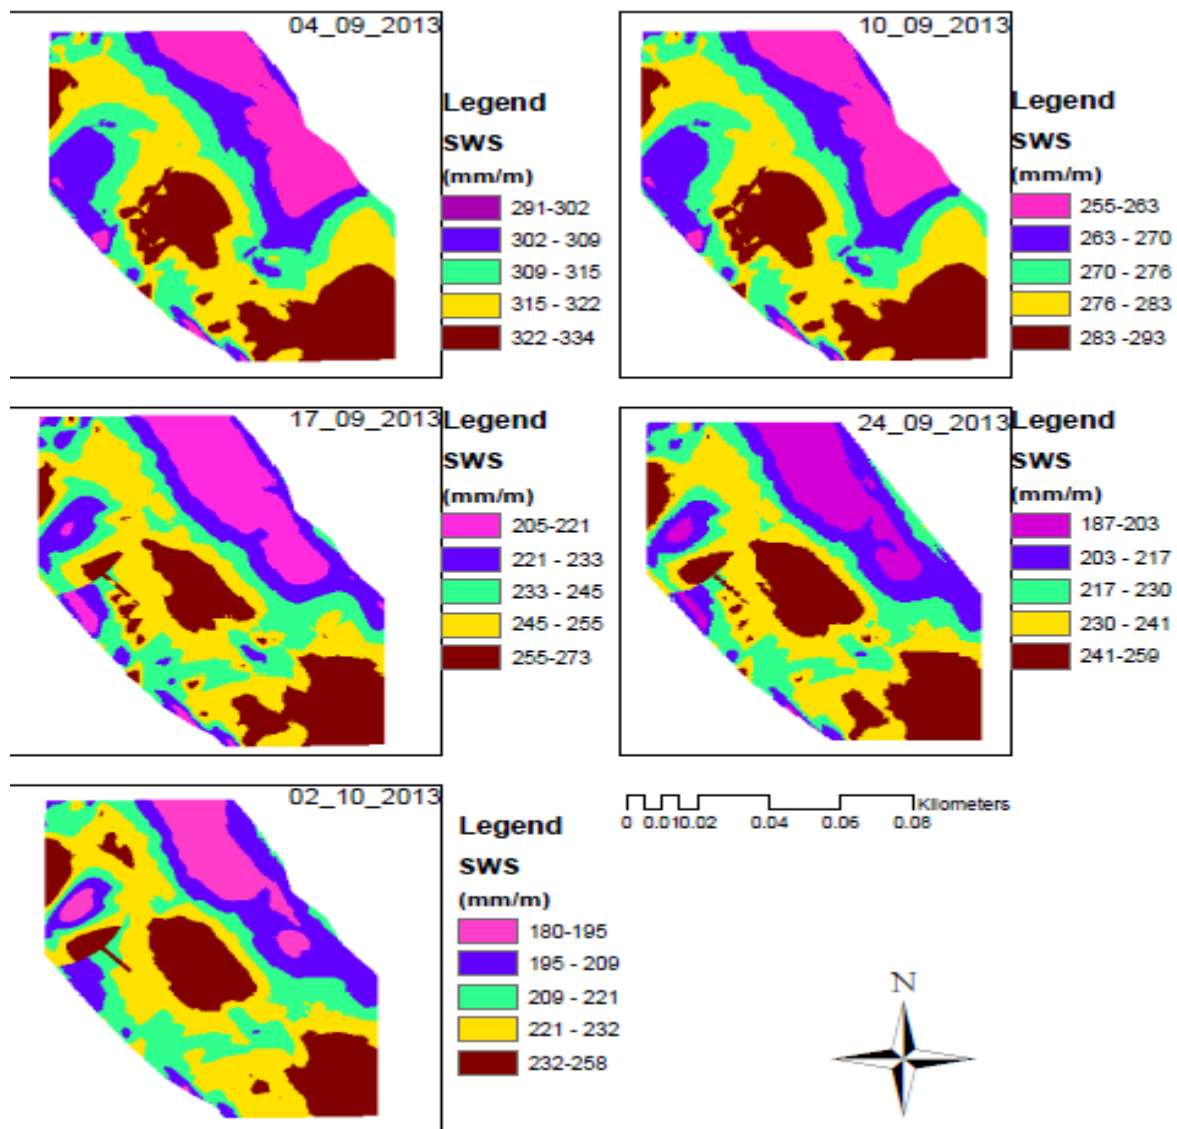 04_09_2013
Legend
SWS
(mm/m)
291-302
302 - 309
309 - 315
315 - 322
322 -334
10_09_2013
Legend
SWS
(mm/m)
255-263
263 - 270
270 - 276
276 - 283
283 -293
17_09_2013
Legend
SWS
(mm/m)
205-221
221 - 233
233 - 245
245 - 255
255-273
24_09_2013
Legend
SWS
(mm/m)
187-203
203 - 217
217 - 230
230 - 241
241-259
02_10_2013
Legend
SWS
(mm/m)
180-195
195 - 209
209 - 221
221 - 232
232-258
Kilometers
0 0.010.02 0.04 0.06 0.08
N